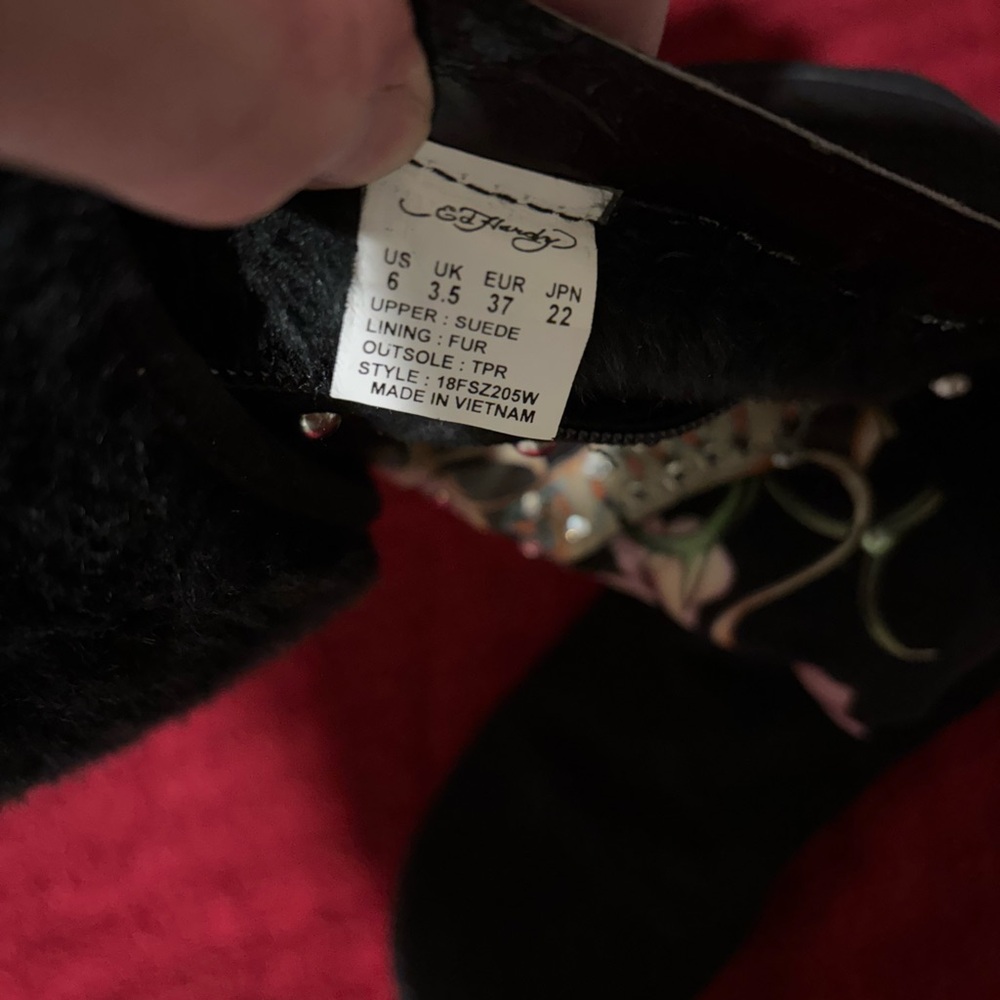 Ed Hardy
US UK EUR JPN
6 3.5 37 22
UPPER : SUEDE
LINING : FUR
OUTSOLE : TPR
STYLE : 18FSZ205W
MADE IN VIETNAM